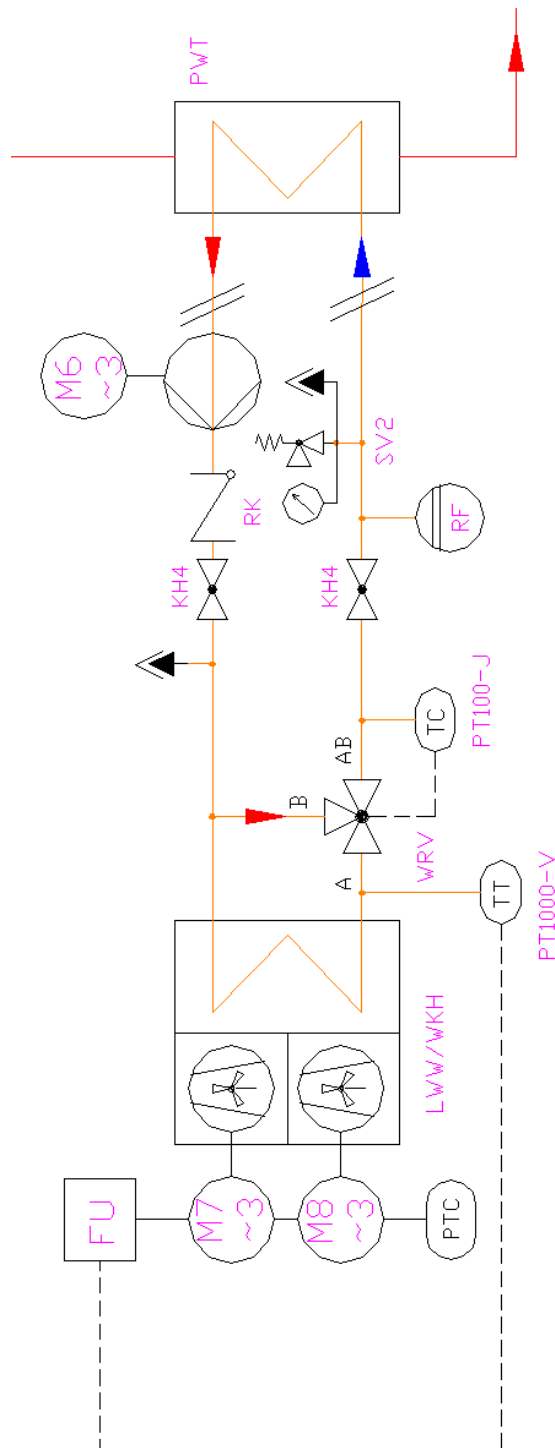 PWT
M6
~3
SV2
RK
RF
KH4
KH4
PT100-J
TC
AB
B
WRV
A
TT
PT1000-V
LWW/WKH
FU
M7
~3
M8
~3
PTC